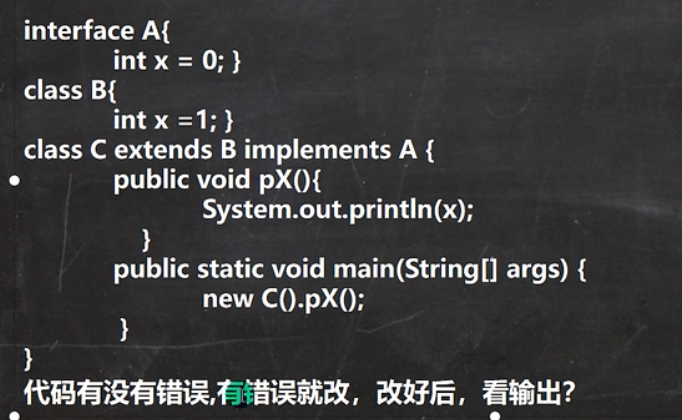 interface A{
int x = 0; }
class B{
int x =1; }
class C extends B implements A {
public void pX(){
System.out.println(x);
}
public static void main(String[] args) {
new C().pX();
}
}
代码有没有错误,有错误就改，改好后，看输出?